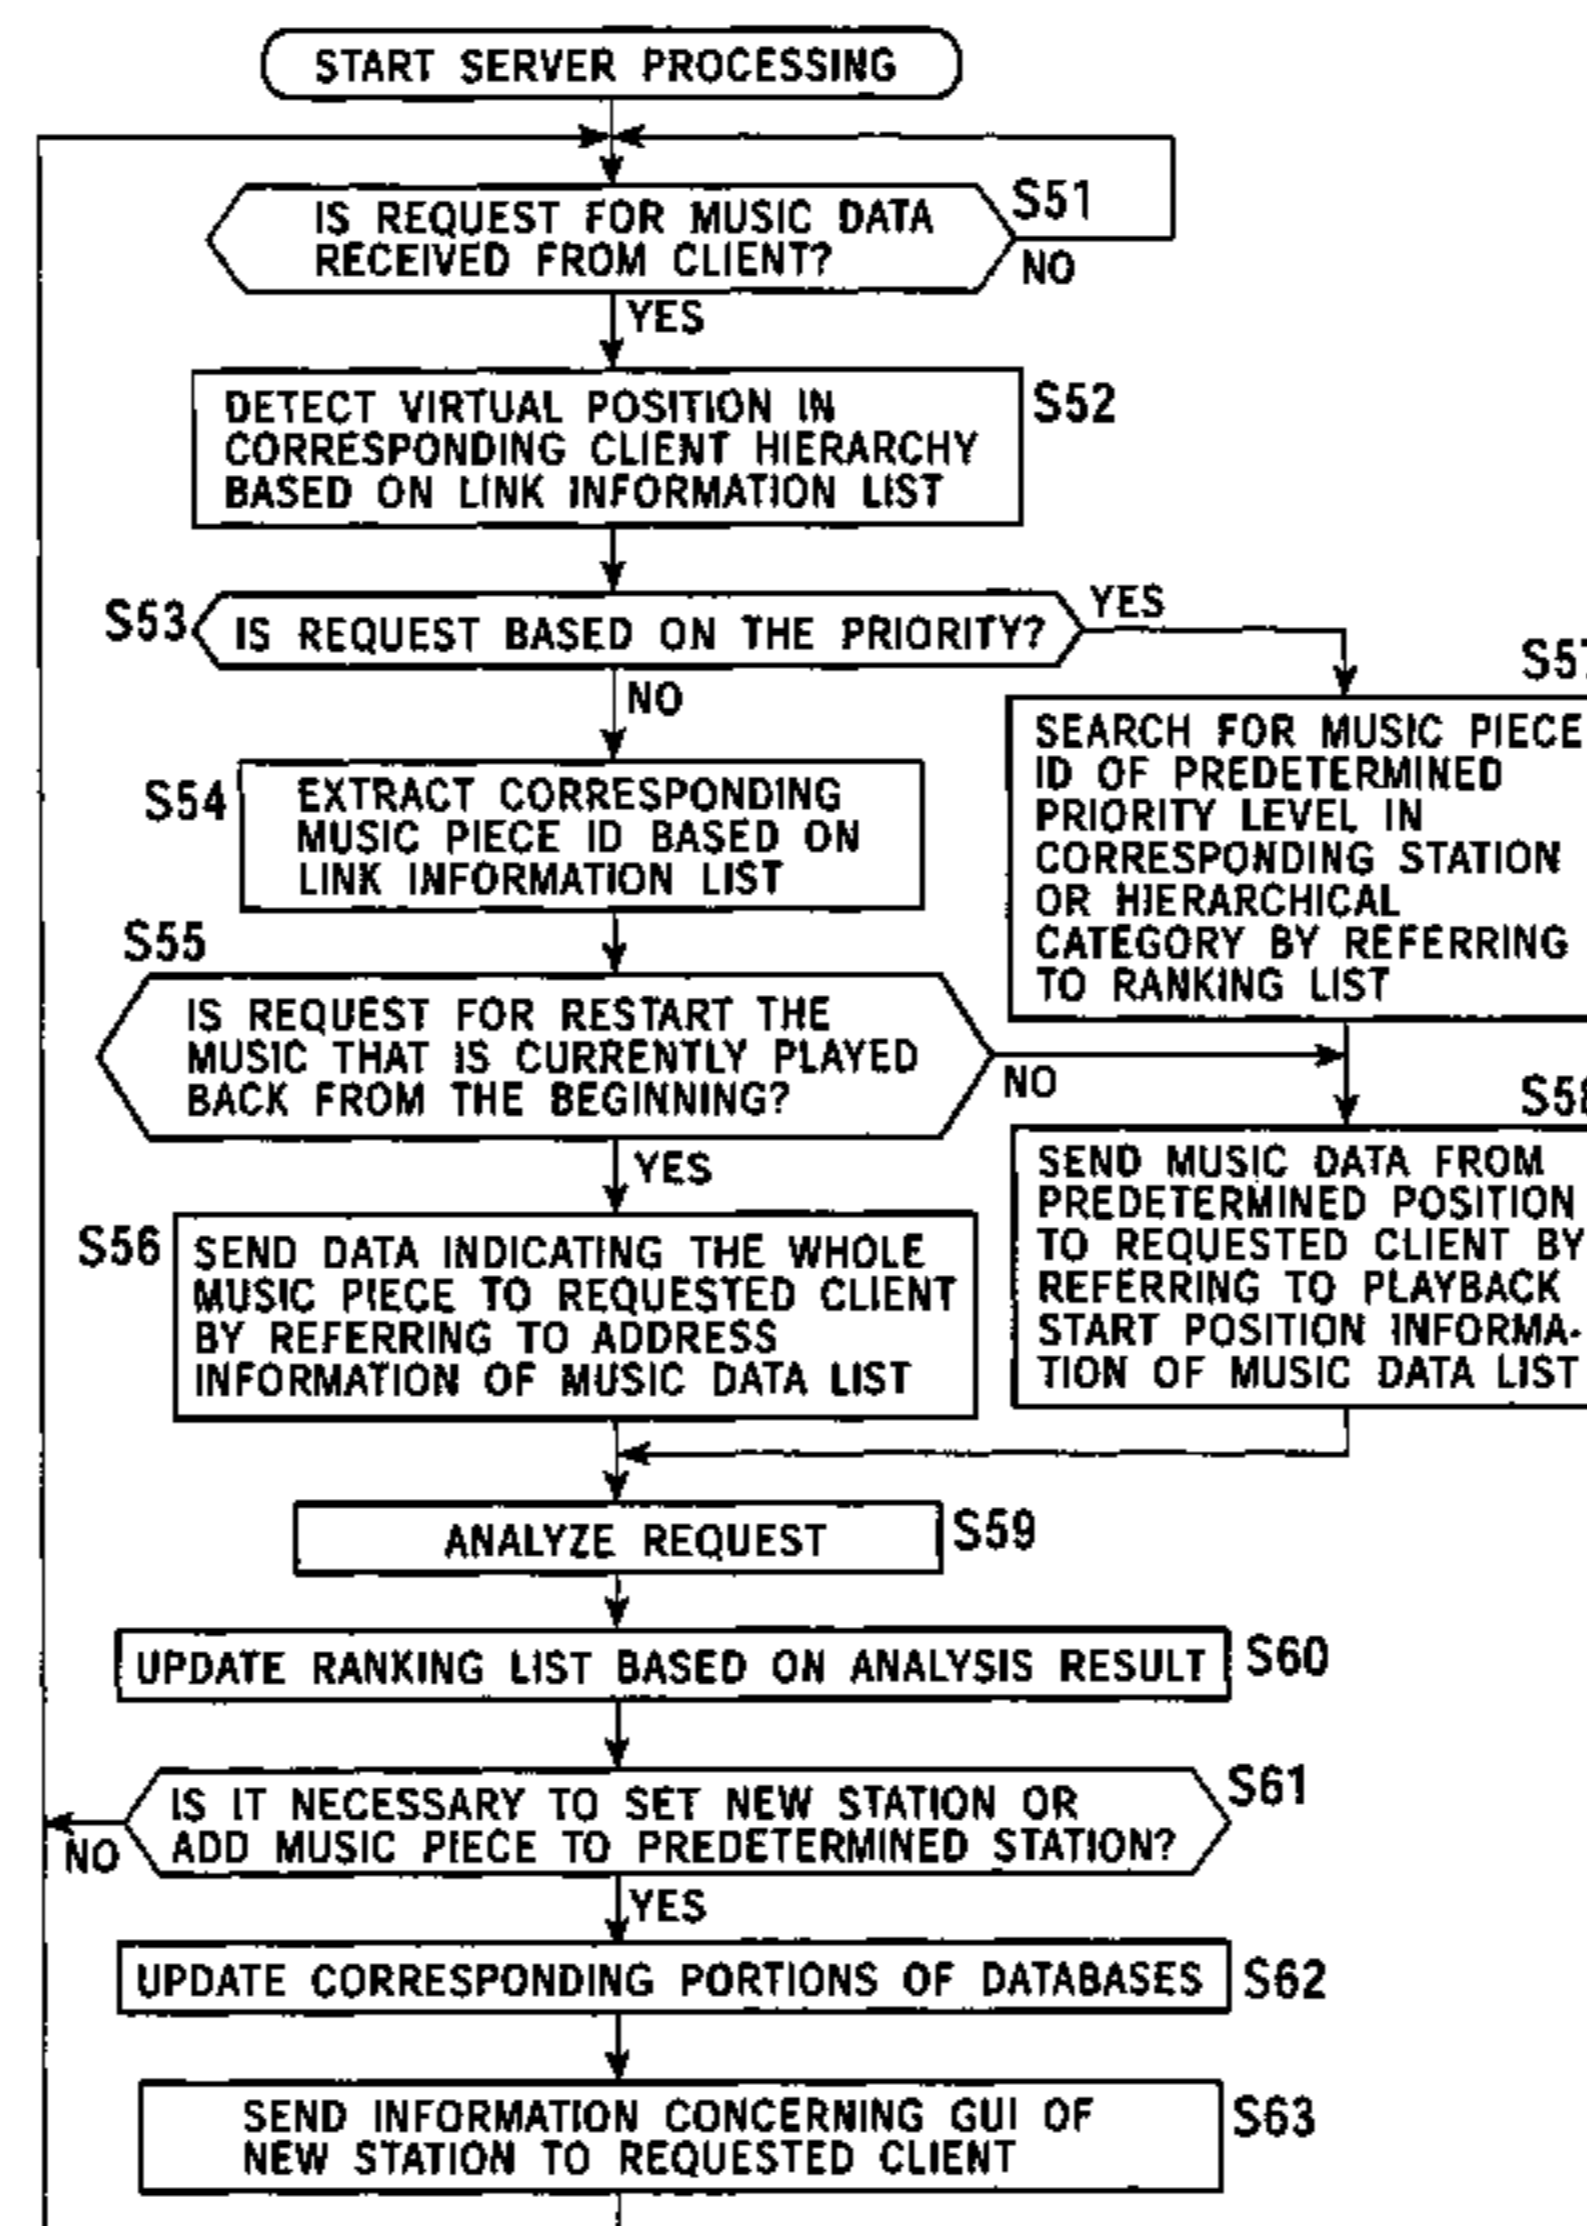 START SERVER PROCESSING
IS REQUEST FOR MUSIC DATA
RECEIVED FROM CLIENT?
S51
NO
YES
DETECT VIRTUAL POSITION IN
CORRESPONDING CLIENT HIERARCHY
BASED ON LINK INFORMATION LIST
S52
S53
IS REQUEST BASED ON THE PRIORITY?
YES
NO
S57
SEARCH FOR MUSIC PIECE
ID OF PREDETERMINED
PRIORITY LEVEL IN
CORRESPONDING STATION
OR HIERARCHICAL
CATEGORY BY REFERRING
TO RANKING LIST
S54
EXTRACT CORRESPONDING
MUSIC PIECE ID BASED ON
LINK INFORMATION LIST
S55
IS REQUEST FOR RESTART THE
MUSIC THAT IS CURRENTLY PLAYED
BACK FROM THE BEGINNING?
NO
YES
S58
SEND MUSIC DATA FROM
PREDETERMINED POSITION
TO REQUESTED CLIENT BY
REFERRING TO PLAYBACK
START POSITION INFORMA-
TION OF MUSIC DATA LIST
S56
SEND DATA INDICATING THE WHOLE
MUSIC PIECE TO REQUESTED CLIENT
BY REFERRING TO ADDRESS
INFORMATION OF MUSIC DATA LIST
ANALYZE REQUEST
S59
UPDATE RANKING LIST BASED ON ANALYSIS RESULT
S60
IS IT NECESSARY TO SET NEW STATION OR
ADD MUSIC PIECE TO PREDETERMINED STATION?
S61
NO
YES
UPDATE CORRESPONDING PORTIONS OF DATABASES
S62
SEND INFORMATION CONCERNING GUI OF
NEW STATION TO REQUESTED CLIENT
S63